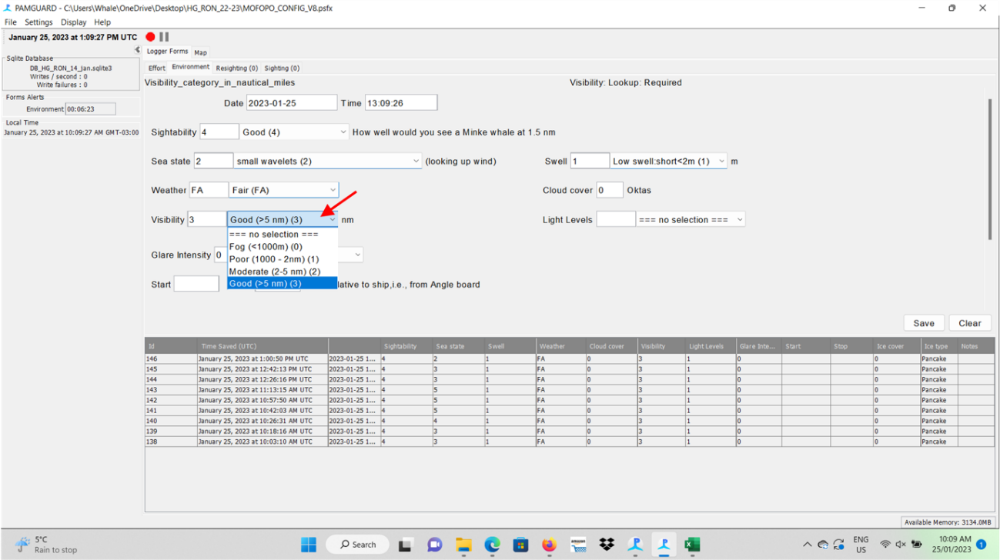 PAMGUARD - C:\Users\Whale\OneDrive\Desktop\HG_RON_22-23\MOFOPO_CONFIG_V8.psfx
File Settings Display Help
January 25, 2023 at 1:09:27 PM UTC
Sqlite Database
DB_HG_RON_14_jan.sqlite3
Writes / second : 0
Write failures : 0
Forms Alerts
Environment 00:06:23
Local Time
January 25, 2023 at 10:09:27 AM GMT-03:00
Logger Forms Map
Effort Environment Resighting (0) Sighting (0)
Visibility_category_in_nautical_miles Visibility: Lookup: Required
Date 2023-01-25 Time 13:09:26
Sightability 4 Good (4) How well would you see a Minke whale at 1.5 nm
Sea state 2 small wavelets (2) (looking up wind) Swell 1 Low swell:short<2m (1) m
Weather FA Fair (FA) Cloud cover 0 Oktas
Visibility 3 Good (>5 nm) (3) nm Light Levels === no selection ===
=== no selection ===
Fog (<1000m) (0)
Glare Intensity 0
Poor (1000 - 2nm) (1)
Moderate (2-5 nm) (2)
Good (>5 nm) (3)
Start lative to ship,i.e., from Angle board
Save Clear
Id Time Saved (UTC) Sightability Sea state Swell Weather Cloud cover Visibility Light Levels Glare Inte... Start Stop Ice cover Ice type Notes
146 January 25, 2023 at 1:00:50 PM UTC 2023-01-25 1... 4 2 1 FA 0 3 1 0 0 Pancake
145 January 25, 2023 at 12:42:13 PM UTC 2023-01-25 1... 4 3 1 FA 0 3 1 0 0 Pancake
144 January 25, 2023 at 12:26:16 PM UTC 2023-01-25 1... 4 3 1 FA 0 3 1 0 0 Pancake
143 January 25, 2023 at 11:13:15 AM UTC 2023-01-25 1... 4 5 1 FA 0 3 1 0 0 Pancake
142 January 25, 2023 at 10:57:50 AM UTC 2023-01-25 1... 4 5 1 FA 0 3 1 0 0 Pancake
141 January 25, 2023 at 10:42:03 AM UTC 2023-01-25 1... 4 5 1 FA 0 3 1 0 0 Pancake
140 January 25, 2023 at 10:26:31 AM UTC 2023-01-25 1... 4 4 1 FA 0 3 1 0 0 Pancake
139 January 25, 2023 at 10:18:16 AM UTC 2023-01-25 1... 4 3 1 FA 0 3 1 0 0 Pancake
138 January 25, 2023 at 10:03:10 AM UTC 2023-01-25 1... 4 3 1 FA 0 3 1 0 0 Pancake
Available Memory: 3134.0MB
5°C
Rain to stop
Search
ENG
US
10:09 AM
25/01/2023
1